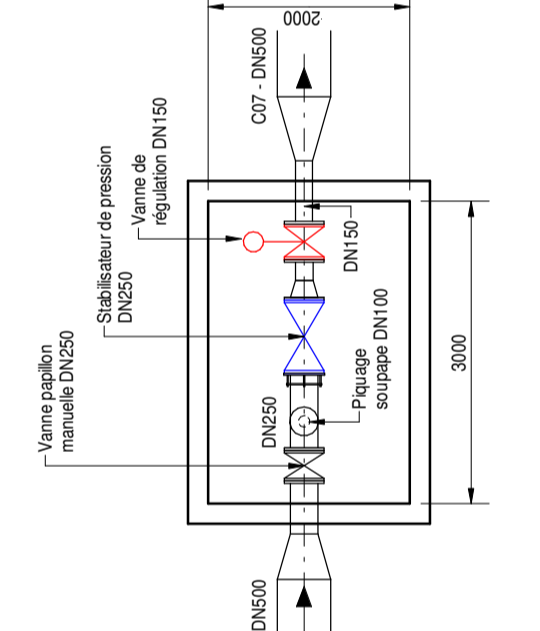 2000
C07 - DN500
Vanne de
régulation DN150
Stabilisateur de pression
DN250
DN150
Vanne papillon
manuelle DN250
Piquage
soupape DN100
DN250
3000
DN500